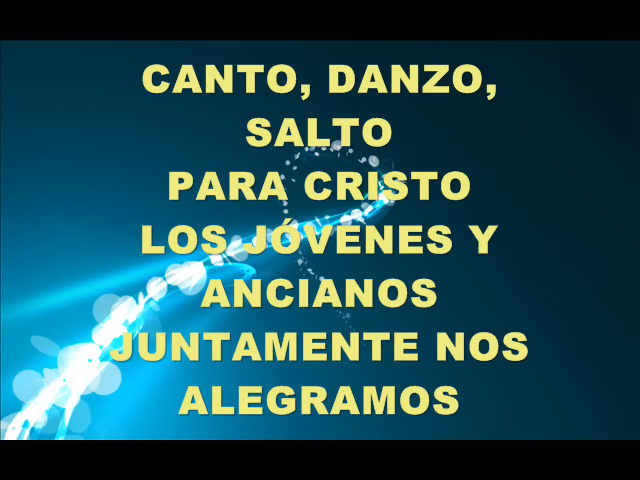 CANTO, DANZO,
SALTO
PARA CRISTO
LOS JÓVENES Y
ANCIANOS
JUNTAMENTE NOS
ALEGRAMOS